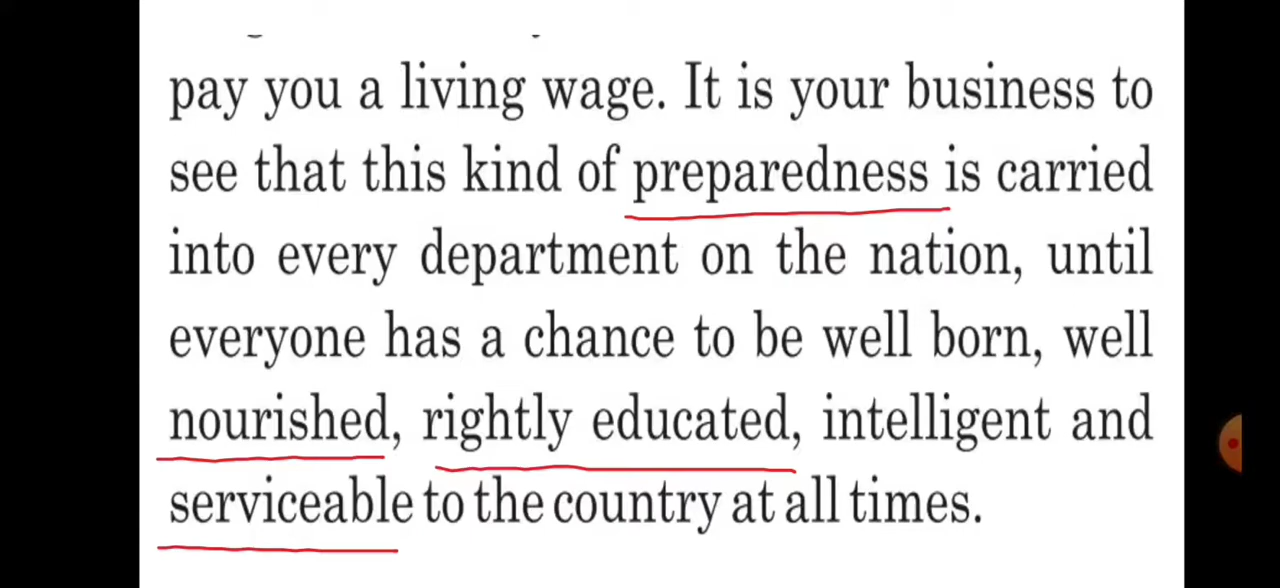 pay you a living wage. It is your business to
see that this kind of preparedness is carried
into every department on the nation, until
everyone has a chance to be well born, well
nourished, rightly educated, intelligent and
serviceable to the country at all times.